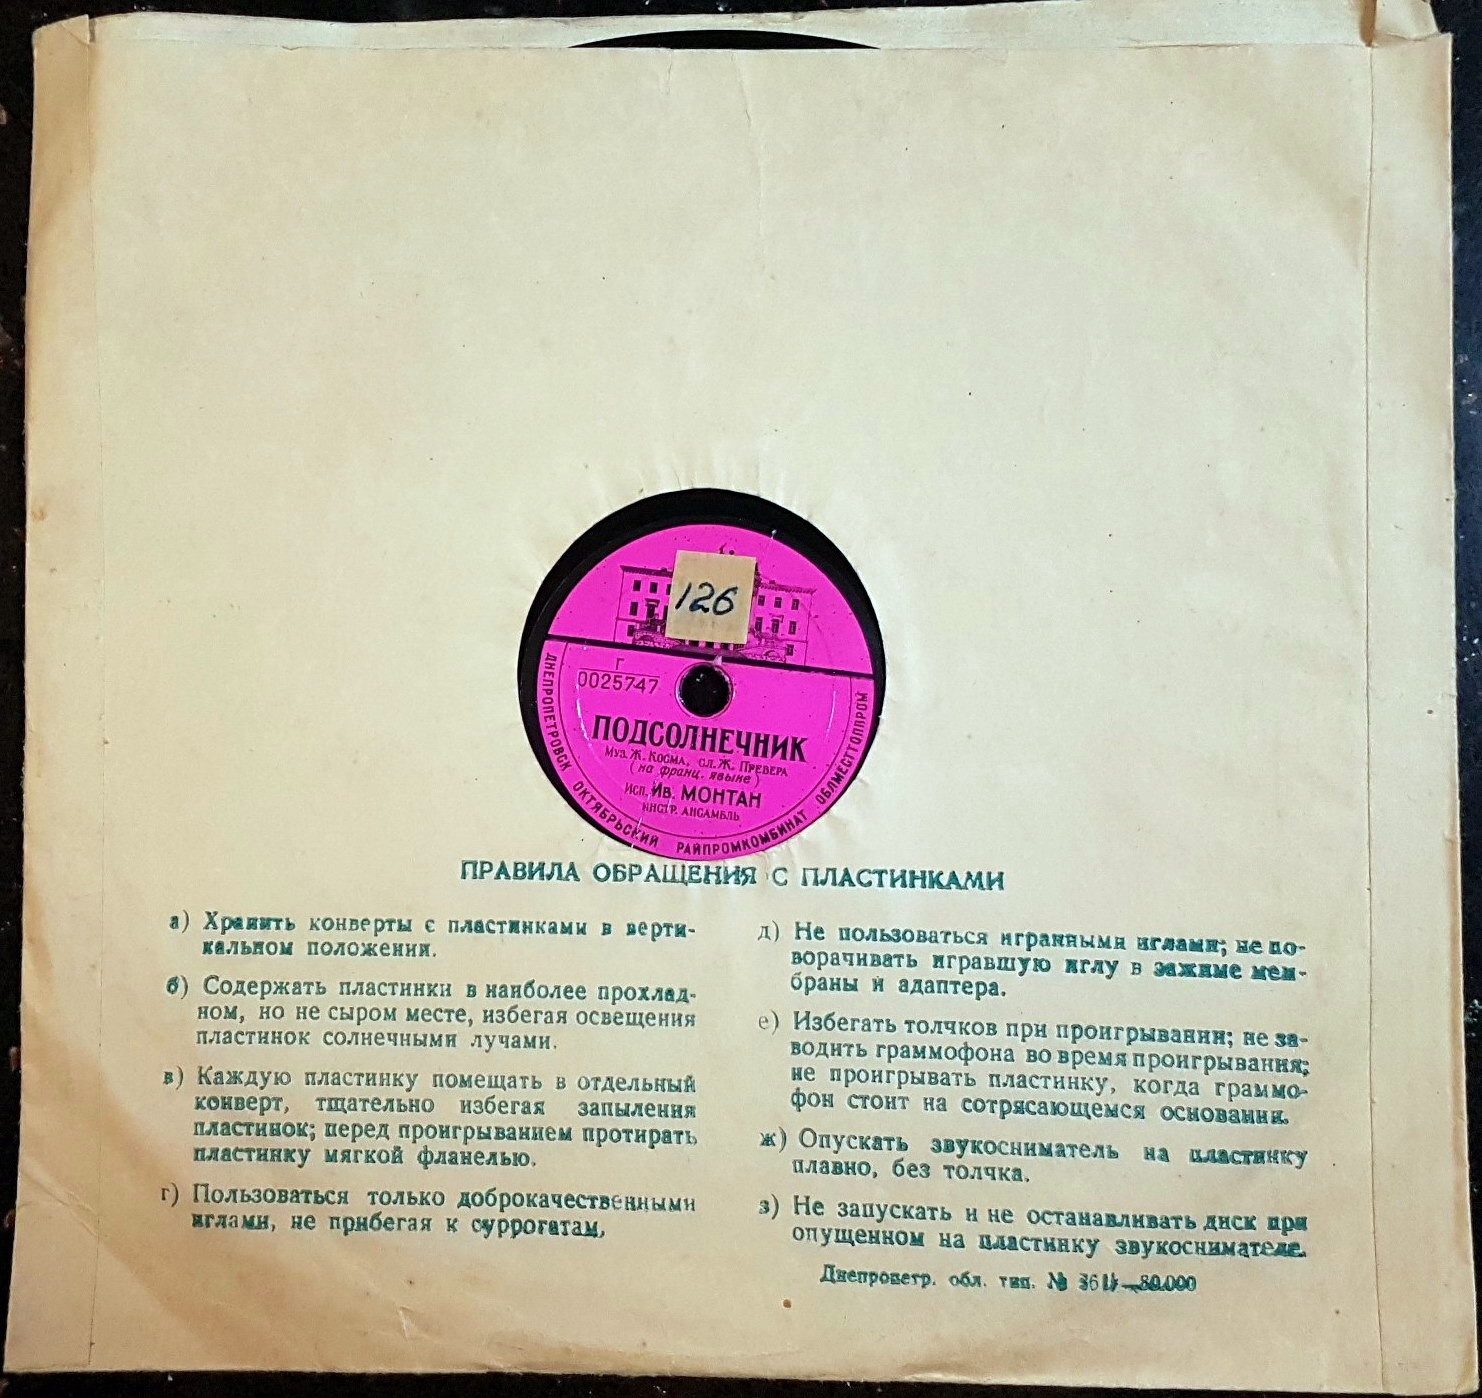 126
Г
0025747
ПОДСОЛНЕЧНИК
Муз. Ж. Косма, сл. Ж. Превера
(на франц. языке)
Исп. Ив. МОНТАН
ИНСТР. АНСАМБЛЬ
ДНЕПРОПЕТРОВСК ОКТЯБРЬСКИЙ РАЙПРОМКОМБИНАТ ОБЛМЕСТТОППРОМ
ПРАВИЛА ОБРАЩЕНИЯ С ПЛАСТИНКАМИ
а) Хранить конверты с пластинками в верти-
кальном положении.
б) Содержать пластинки в наиболее прохлад-
ном, но не сыром месте, избегая освещения
пластинок солнечными лучами.
в) Каждую пластинку помещать в отдельный
конверт, тщательно избегая запыления
пластинок; перед проигрыванием протирать
пластинку мягкой фланелью.
г) Пользоваться только доброкачественными
иглами, не прибегая к суррогатам,
д) Не пользоваться игранными иглами; не по-
ворачивать игравшую иглу в зажиме мем-
браны и адаптера.
е) Избегать толчков при проигрывании; не за-
водить граммофона во время проигрывания;
не проигрывать пластинку, когда граммо-
фон стоит на сотрясающемся основании.
ж) Опускать звукосниматель на пластинку
плавно, без толчка.
з) Не запускать и не останавливать диск при
опущенном на пластинку звукоснимателе.
Днепропетр. обл. тип. № —80.000